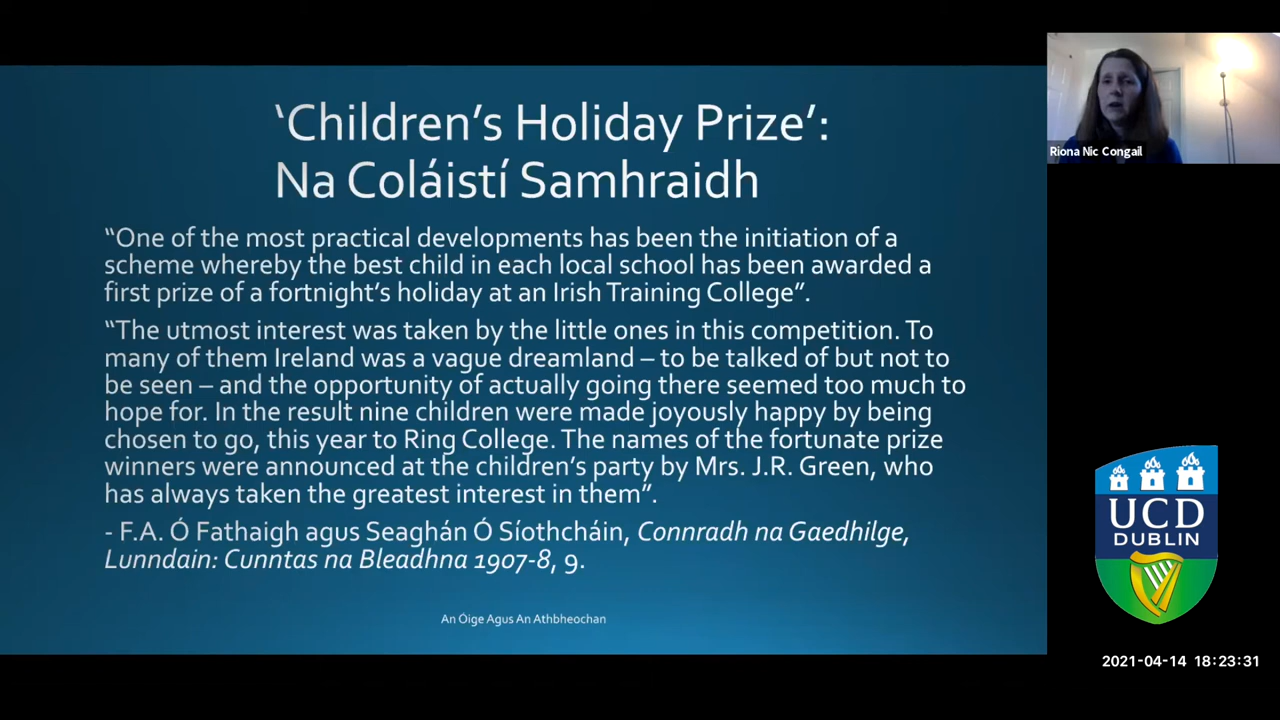 ‘Children’s Holiday Prize’:
Na Coláistí Samhraidh
“One of the most practical developments has been the initiation of a
scheme whereby the best child in each local school has been awarded a
first prize of a fortnight’s holiday at an Irish Training College”.
“The utmost interest was taken by the little ones in this competition. To
many of them Ireland was a vague dreamland – to be talked of but not to
be seen – and the opportunity of actually going there seemed too much to
hope for. In the result nine children were made joyously happy by being
chosen to go, this year to Ring College. The names of the fortunate prize
winners were announced at the children’s party by Mrs. J.R. Green, who
has always taken the greatest interest in them”.
- F.A. Ó Fathaigh agus Seaghán Ó Síothcháin, Connradh na Gaedhilge,
Lunndain: Cunntas na Bleadhna 1907-8, 9.
An Óige Agus An Athbheochan
Ríona Nic Congáil
UCD
DUBLIN
2021-04-14 18:23:31